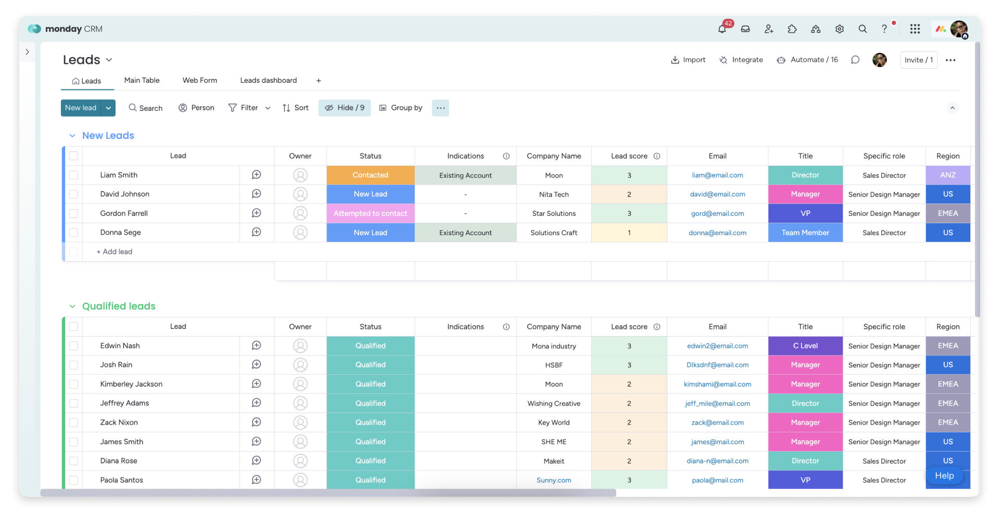 monday CRM
42
?
Leads
Import Integrate Automate / 16 Invite / 1
Leads Main Table Web Form Leads dashboard +
New lead Search Person Filter Sort Hide / 9 Group by
New Leads
Lead Owner Status Indications Company Name Lead score Email Title Specific role Region
Liam Smith Contacted Existing Account Moon 3 liam@email.com Director Sales Director ANZ
David Johnson New Lead - Nita Tech 2 david@email.com Manager Senior Design Manager US
Gordon Farrell Attempted to contact - Star Solutions 3 gord@email.com VP Senior Design Manager EMEA
Donna Sege New Lead Existing Account Solutions Craft 1 donna@email.com Team Member Sales Director US
+ Add lead
Qualified leads
Lead Owner Status Indications Company Name Lead score Email Title Specific role Region
Edwin Nash Qualified Mona industry 3 edwin2@email.com C Level Senior Design Manager EMEA
Josh Rain Qualified HSBF 3 Dlksdnf@email.com Manager Senior Design Manager US
Kimberley Jackson Qualified Moon 2 kimshami@email.com Manager Senior Design Manager EMEA
Jeffrey Adams Qualified Wishing Creative 2 jeff_mile@email.com Director Senior Design Manager EMEA
Zack Nixon Qualified Key World 2 zack@email.com Manager Senior Design Manager EMEA
James Smith Qualified SHE ME 2 james@mail.com Manager Senior Design Manager US
Diana Rose Qualified Makeit 2 diana-n@email.com Director Sales Director US
Paola Santos Qualified Sunny.com 3 paola@mail.com VP Sales Director
Help